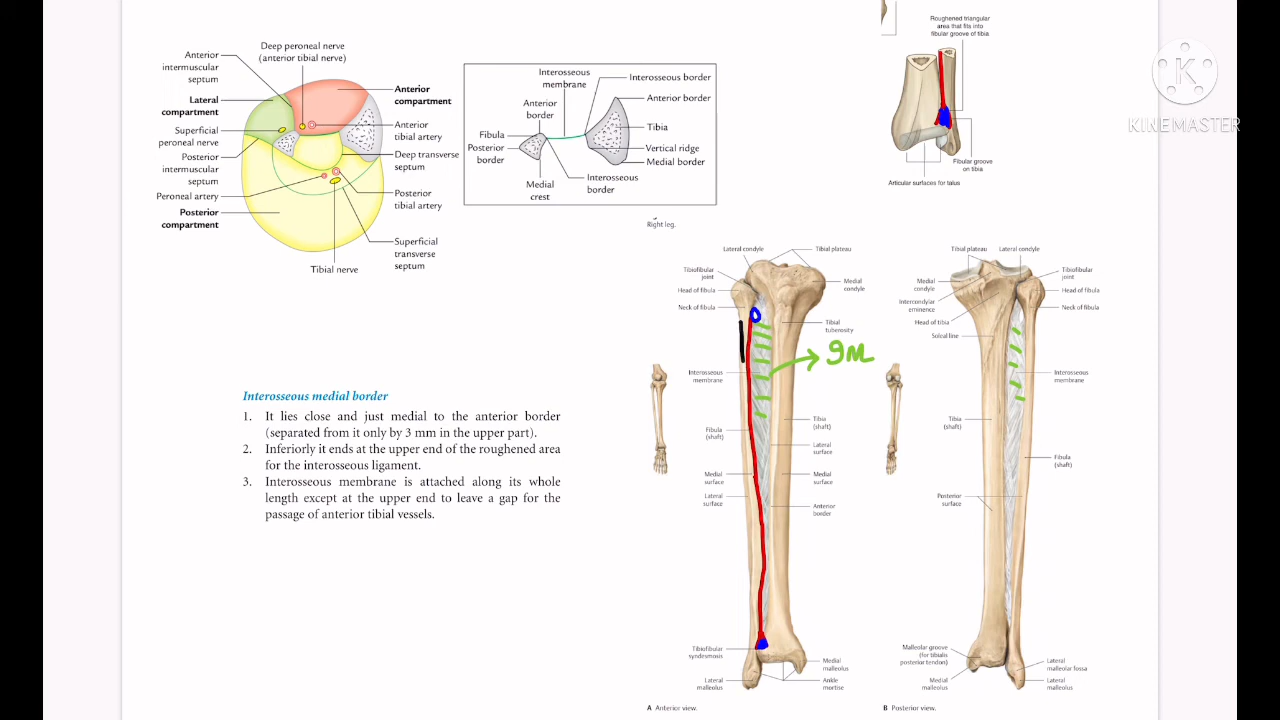 Deep peroneal nerve
(anterior tibial nerve)
Anterior
intermuscular
septum
Lateral
compartment
Superficial
peroneal nerve
Posterior
intermuscular
septum
Peroneal artery
Posterior
compartment
Tibial nerve
Anterior
compartment
Anterior
tibial artery
Deep transverse
septum
Posterior
tibial artery
Superficial
transverse
septum
Interosseous
membrane
Interosseous border
Anterior
border
Anterior border
Fibula
Tibia
Posterior
border
Vertical ridge
Medial border
Medial
crest
Interosseous
border
Roughened triangular
area that fits into
fibular groove of tibia
Fibular groove
on tibia
Articular surfaces for talus
K
KINEMASTER
Interosseous medial border
1. It lies close and just medial to the anterior border
(separated from it only by 3 mm in the upper part).
2. Inferiorly it ends at the upper end of the roughened area
for the interosseous ligament.
3. Interosseous membrane is attached along its whole
length except at the upper end to leave a gap for the
passage of anterior tibial vessels.
Right leg.
Lateral condyle
Tibial plateau
Tibiofibular
joint
Head of fibula
Medial
condyle
Neck of fibula
Tibial
tuberosity
IM
Interosseous
membrane
Tibia
(shaft)
Fibula
(shaft)
Lateral
surface
Medial
surface
Medial
surface
Lateral
surface
Anterior
border
Tibiofibular
syndesmosis
Medial
malleolus
Lateral
malleolus
Ankle
mortise
A Anterior view.
Tibial plateau
Lateral condyle
Medial
condyle
Tibiofibular
joint
Intercondylar
eminence
Head of fibula
Head of tibia
Neck of fibula
Soleal line
Interosseous
membrane
Tibia
(shaft)
Fibula
(shaft)
Posterior
surface
Malleolar groove
(for tibialis
posterior tendon)
Medial
malleolus
Lateral
malleolar fossa
Lateral
malleolus
B Posterior view.